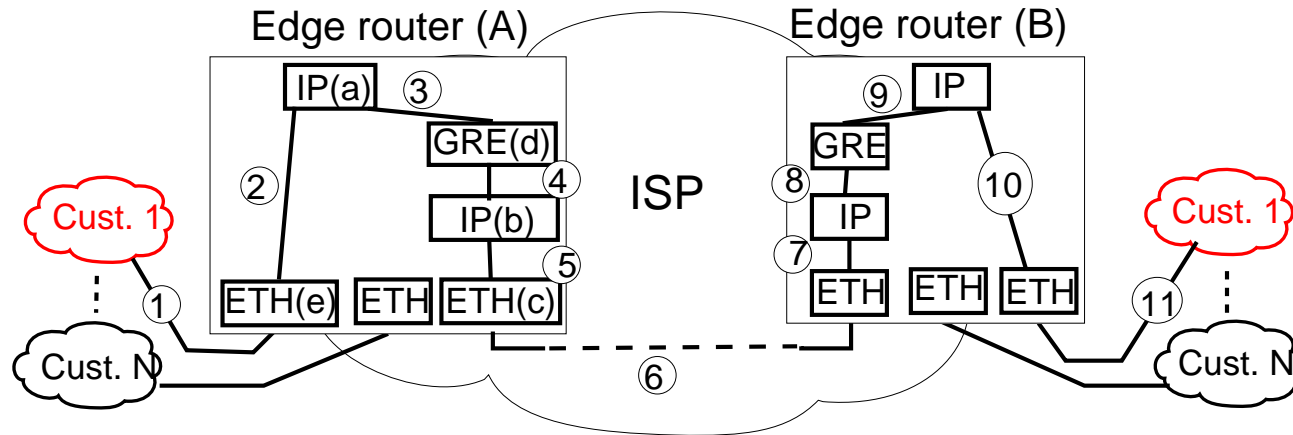 Edge router (A)
Edge router (B)
IP(a)
3
GRE(d)
2
4
IP(b)
5
ETH(e)
ETH
ETH(c)
Cust. 1
1
Cust. N
ISP
6
9
IP
GRE
8
10
IP
7
ETH
ETH
ETH
Cust. 1
11
Cust. N